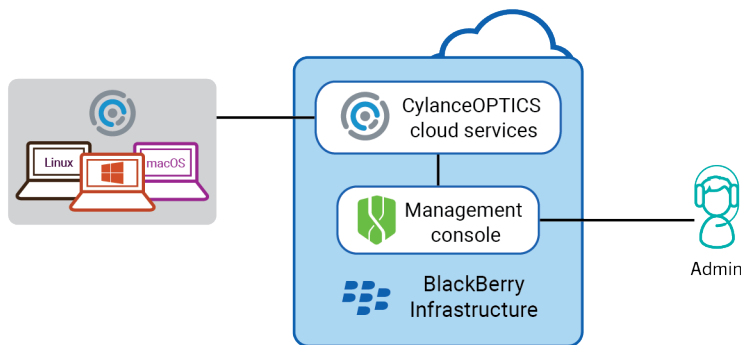 CylanceOPTICS
cloud services
Linux
macOS
Management
console
Admin
BlackBerry
Infrastructure